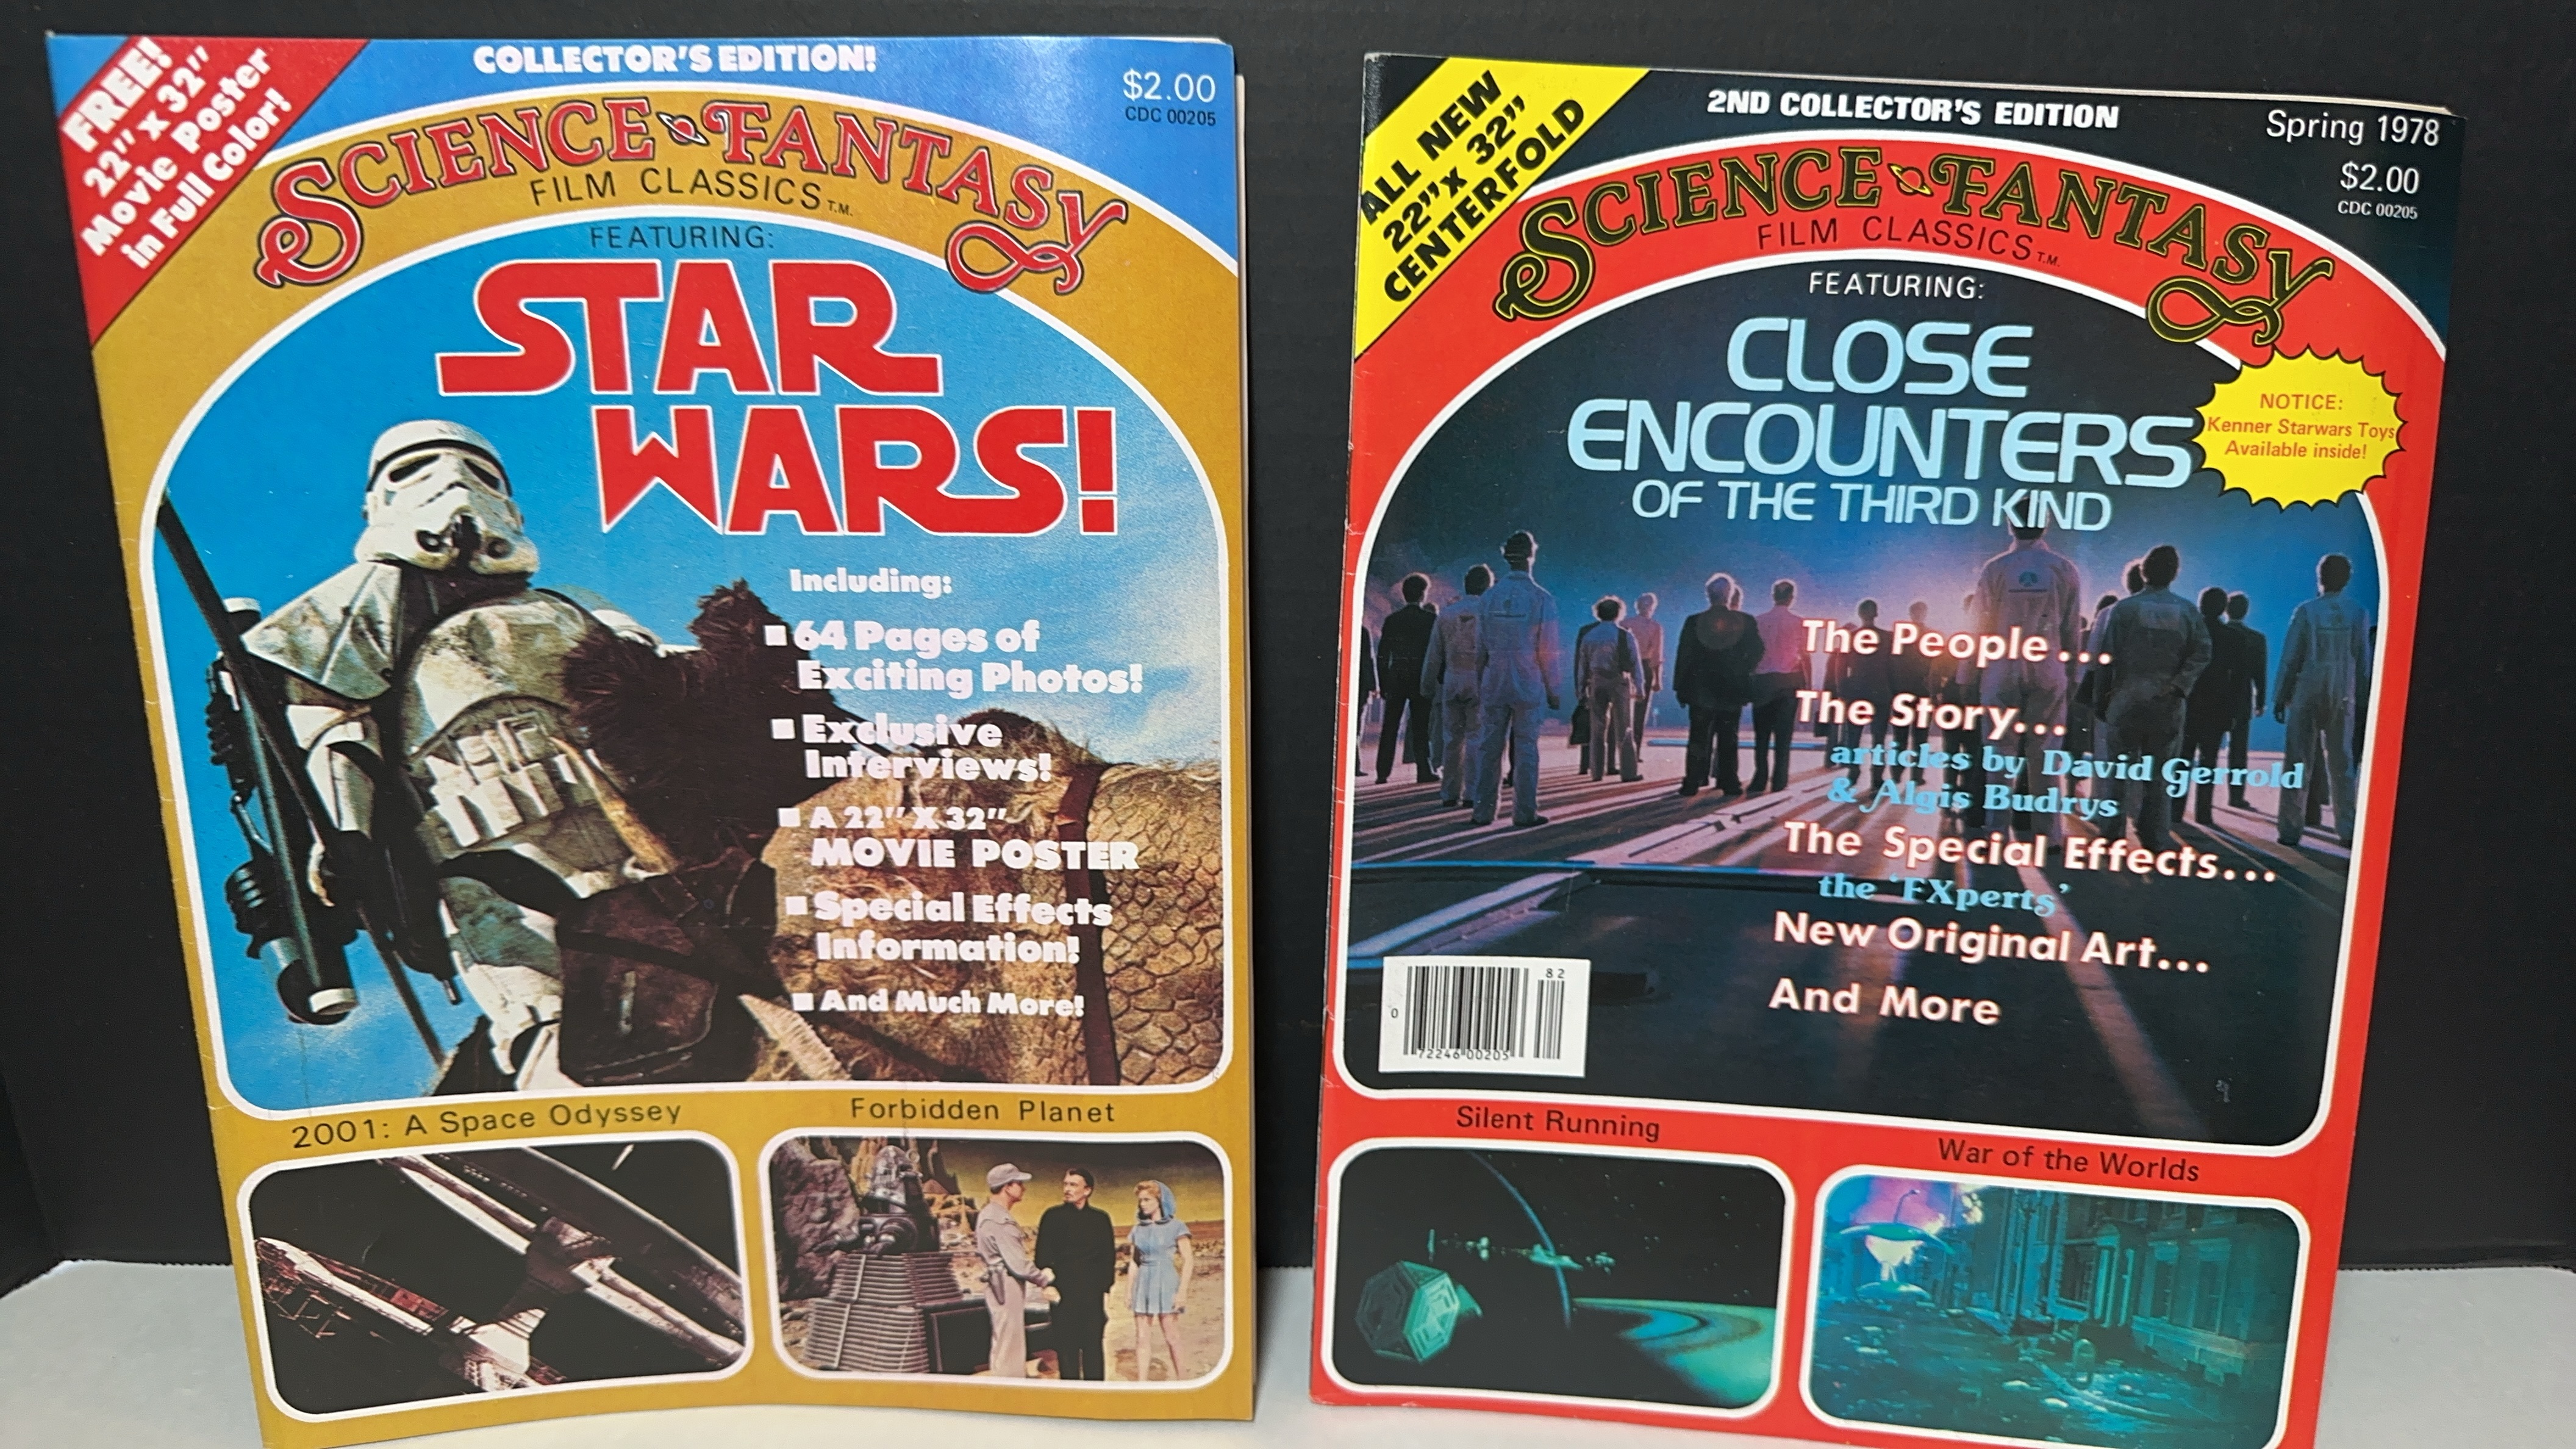 FREE!
22" x 32"
Movie Poster
in Full Color!
COLLECTOR'S EDITION!
$2.00
CDC 00205
SCIENCE FANTASY
FILM CLASSICS T.M.
FEATURING:
STAR
WARS!
Including:
■ 64 Pages of
Exciting Photos!
■ Exclusive
Interviews!
■ A 22" X 32"
MOVIE POSTER
■ Special Effects
Information!
■ And Much More!
2001: A Space Odyssey
Forbidden Planet
ALL NEW
22" x 32"
CENTERFOLD
2ND COLLECTOR'S EDITION
Spring 1978
$2.00
CDC 00205
SCIENCE FANTASY
FILM CLASSICS T.M.
FEATURING:
CLOSE
ENCOUNTERS
OF THE THIRD KIND
NOTICE:
Kenner Starwars Toys
Available inside!
The People...
The Story...
articles by David Gerrold
& Algis Budrys
The Special Effects...
the 'FXperts'
New Original Art...
And More
82
0
72246 00205
Silent Running
War of the Worlds